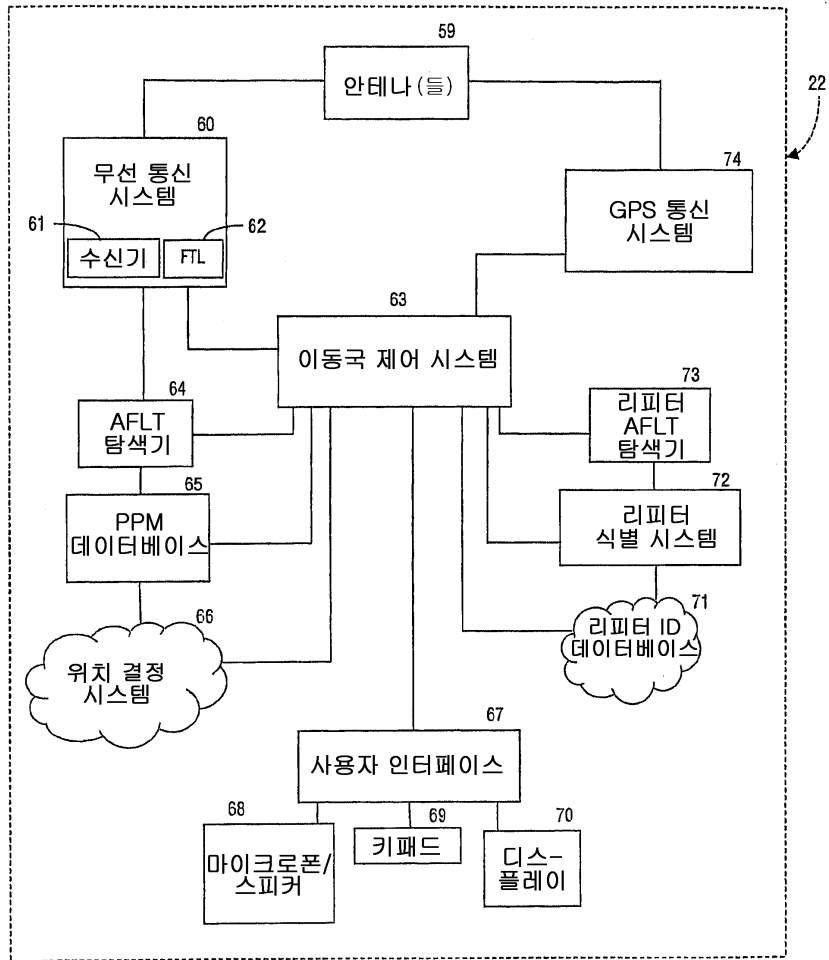 59
안테나(들)
22
60
무선 통신
시스템
61
62
수신기
FTL
74
GPS 통신
시스템
63
이동국 제어 시스템
64
AFLT
탐색기
73
리피터
AFLT
탐색기
65
PPM
데이터베이스
72
리피터
식별 시스템
66
위치 결정
시스템
71
리피터 ID
데이터베이스
67
사용자 인터페이스
68
마이크로폰/
스피커
69
키패드
70
디스-
플레이